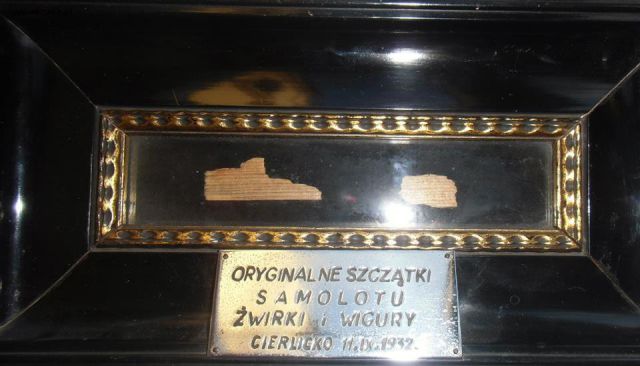 ORYGINALNE SZCZĄTKI
SAMOLOTU
ŻWIRKI i WIGURY
CIERLICKO 11.IX.1932.